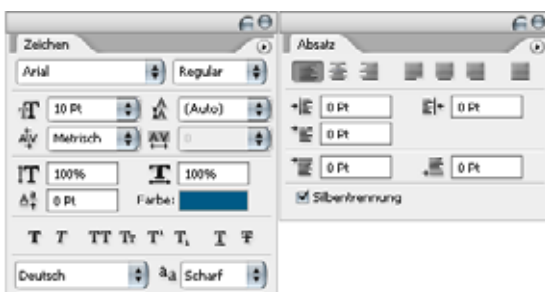 Zeichen
Arial
Regular
10 Pt
(Auto)
Metrisch
0
100%
100%
0 Pt
Farbe:
T T TT Tr T' T, T T
Deutsch
aa
Scharf
Absatz
0 Pt
0 Pt
0 Pt
0 Pt
0 Pt
Silbentrennung